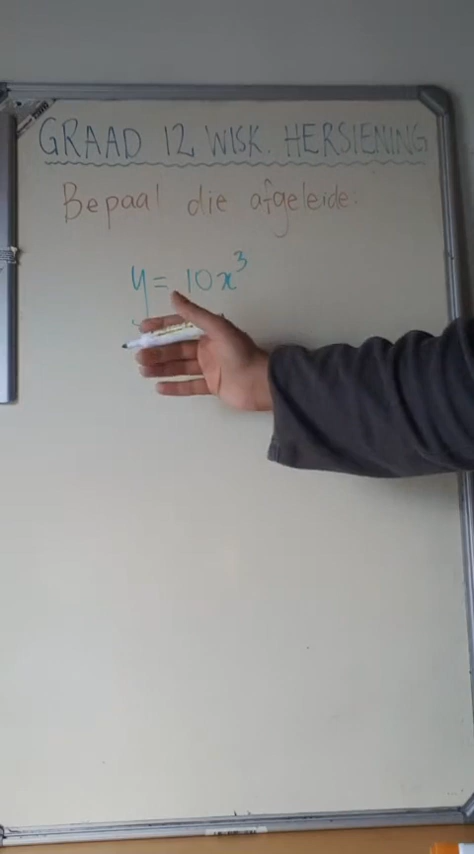 GRAAD 12 WISK. HERSIENING
Bepaal die afgeleide:
y = 10x³